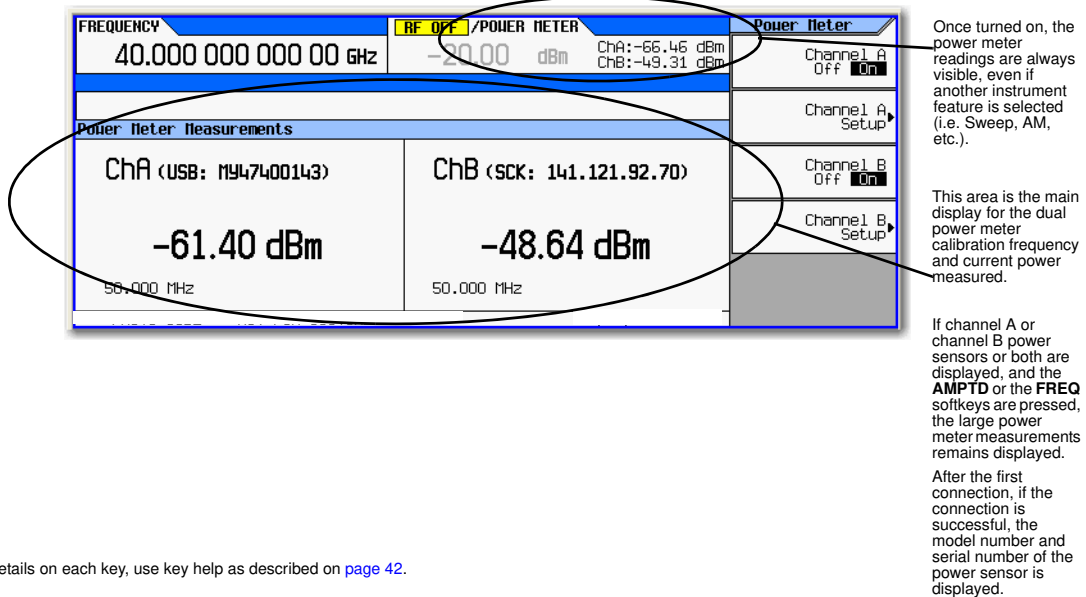 FREQUENCY
40.000 000 000 00 GHz
RF OFF /POWER METER
-20.00 dBm
ChA:-66.46 dBm
ChB:-49.31 dBm
Power Meter
Channel A
Off On
Channel A
Setup
Channel B
Off On
Channel B
Setup
Power Meter Measurements
ChA (USB: MY47400143)
-61.40 dBm
50.000 MHz
ChB (SCK: 141.121.92.70)
-48.64 dBm
50.000 MHz
Once turned on, the
power meter
readings are always
visible, even if
another instrument
feature is selected
(i.e. Sweep, AM,
etc.).
This area is the main
display for the dual
power meter
calibration frequency
and current power
measured.
If channel A or
channel B power
sensors or both are
displayed, and the
AMPTD or the FREQ
softkeys are pressed,
the large power
meter measurements
remains displayed.
After the first
connection, if the
connection is
successful, the
model number and
serial number of the
power sensor is
displayed.
etails on each key, use key help as described on page 42.